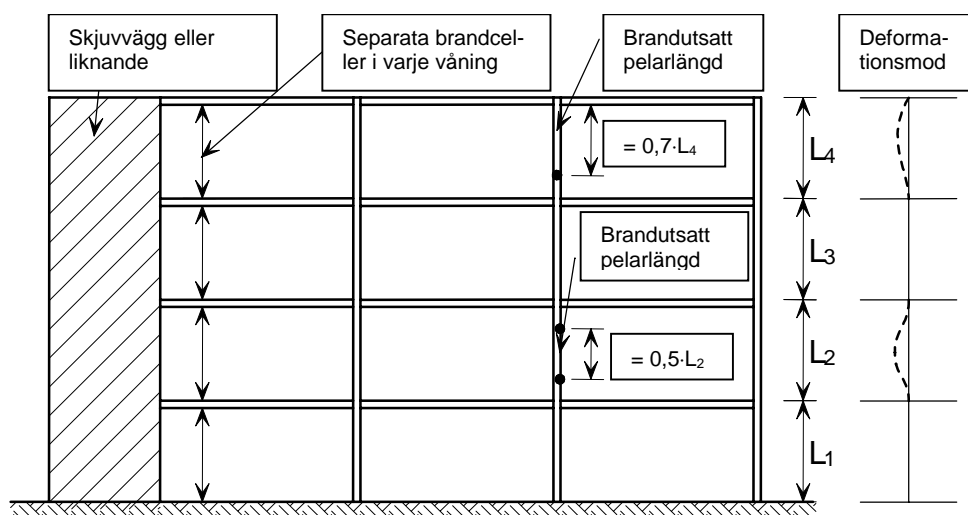 Skjuvvägg eller
liknande
Separata brandcel-
ler i varje våning
Brandutsatt
pelarlängd
Deforma-
tionsmod
= 0,7·L₄
L₄
L₃
Brandutsatt
pelarlängd
= 0,5·L₂
L₂
L₁